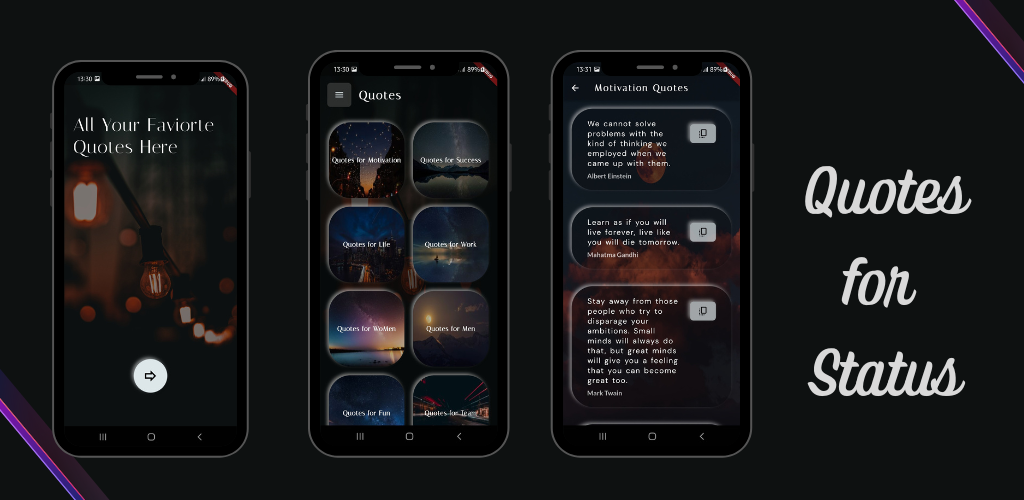 13:30
89%
All Your Faviorte
Quotes Here
13:30
89%
Quotes
Quotes for Motivation
Quotes for Success
Quotes for Life
Quotes for Work
Quotes for WoMen
Quotes for Men
Quotes for Fun
Quotes for Team
13:31
89%
Motivation Quotes
We cannot solve
problems with the
kind of thinking we
employed when we
came up with them.
Albert Einstein
Learn as if you will
live forever, live like
you will die tomorrow.
Mahatma Gandhi
Stay away from those
people who try to
disparage your
ambitions. Small
minds will always do
that, but great minds
will give you a feeling
that you can become
great too.
Mark Twain
Quotes
for
Status